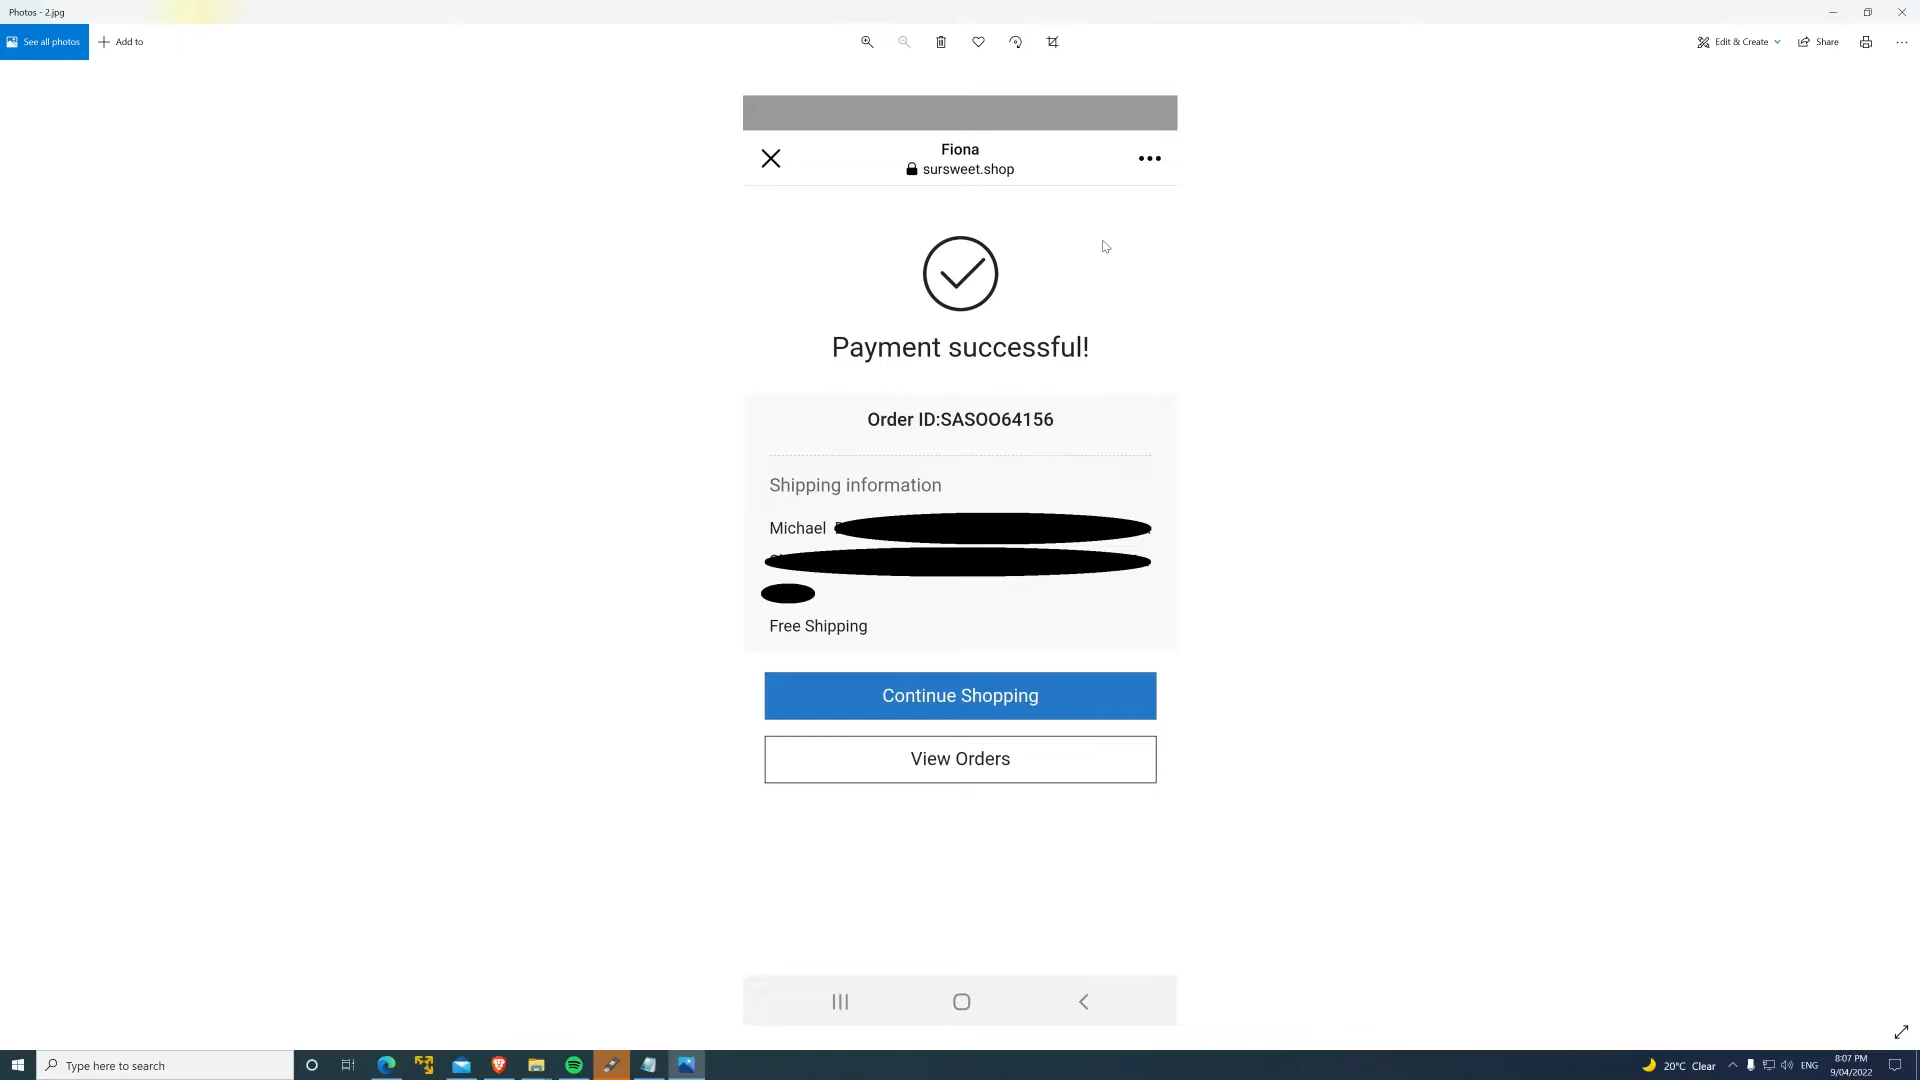 Photos - 2.jpg
See all photos
Add to
Edit & Create
Share
Fiona
sursweet.shop
Payment successful!
Order ID:SASOO64156
Shipping information
Michael
Free Shipping
Continue Shopping
View Orders
Type here to search
20°C Clear
ENG
8:07 PM
9/04/2022